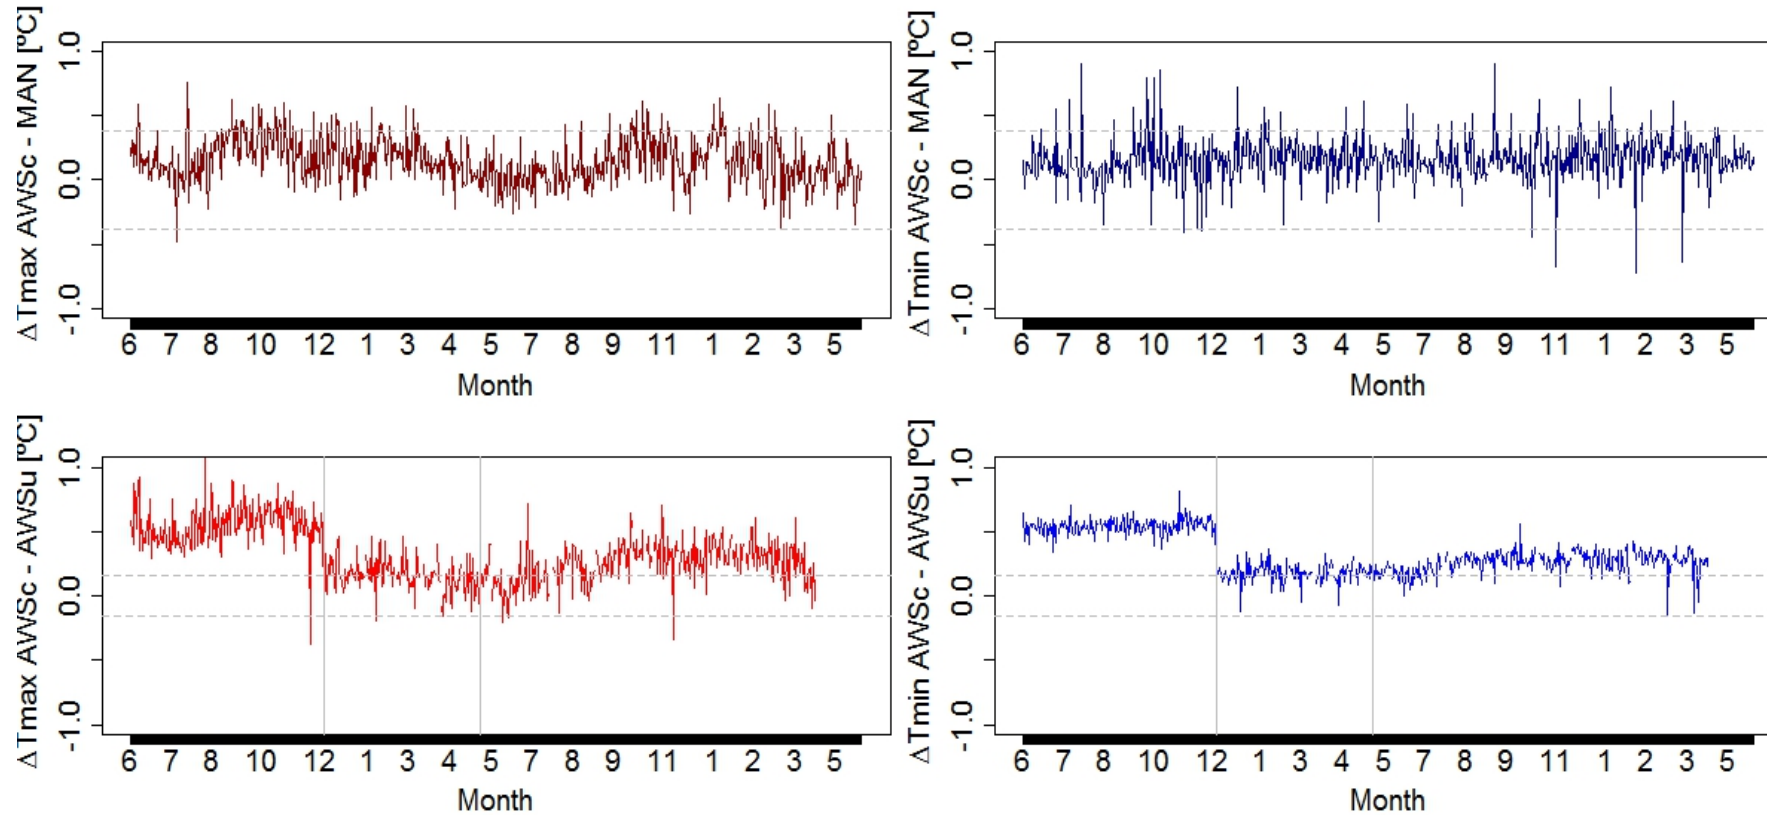 ΔTmax AWSc - MAN [ºC]
1.0
0.0
-1.0
6 7 8 10 12 1 3 4 5 7 8 9 11 1 2 3 5
Month
ΔTmin AWSc - MAN [ºC]
1.0
0.0
-1.0
6 7 8 10 12 1 3 4 5 7 8 9 11 1 2 3 5
Month
ΔTmax AWSc - AWSu [ºC]
1.0
0.0
-1.0
6 7 8 10 12 1 3 4 5 7 8 9 11 1 2 3 5
Month
ΔTmin AWSc - AWSu [ºC]
1.0
0.0
-1.0
6 7 8 10 12 1 3 4 5 7 8 9 11 1 2 3 5
Month